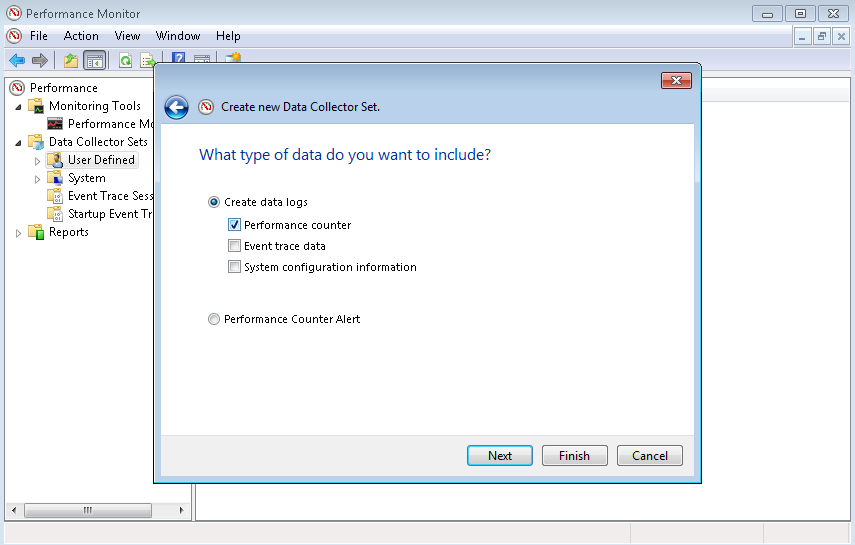 Performance Monitor
File Action View Window Help
Performance
Monitoring Tools
Performance Mo
Data Collector Sets
User Defined
System
Event Trace Sess
Startup Event Tr
Reports
Create new Data Collector Set.
What type of data do you want to include?
Create data logs
Performance counter
Event trace data
System configuration information
Performance Counter Alert
Next Finish Cancel